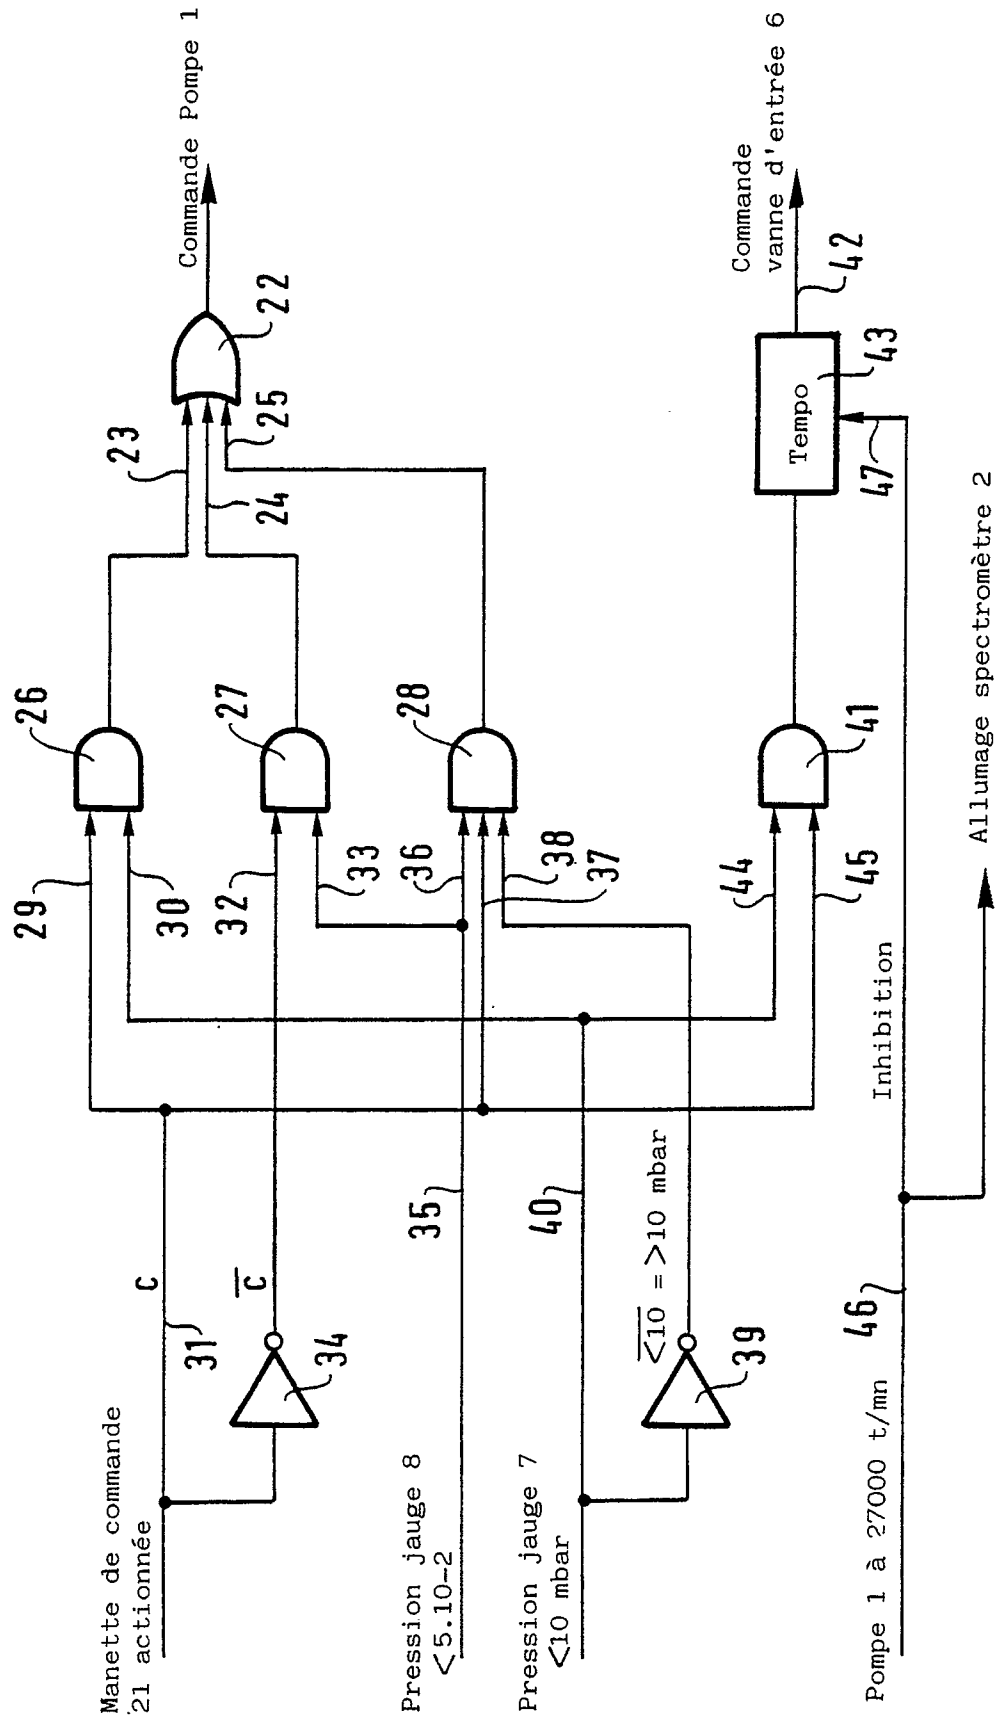 Manette de commande
21 actionnée
Pression jauge 8
<5.10-2
Pression jauge 7
<10 mbar
Pompe 1 à 27000 t/mn
C
C̅
31
34
35
40
<1̅0̅ = >10 mbar
39
46
Inhibition
29
30
32
33
36
38
37
44
45
26
27
28
41
23
24
25
22
Commande Pompe 1
Tempo
43
47
42
Commande
vanne d'entrée 6
Allumage spectromètre 2